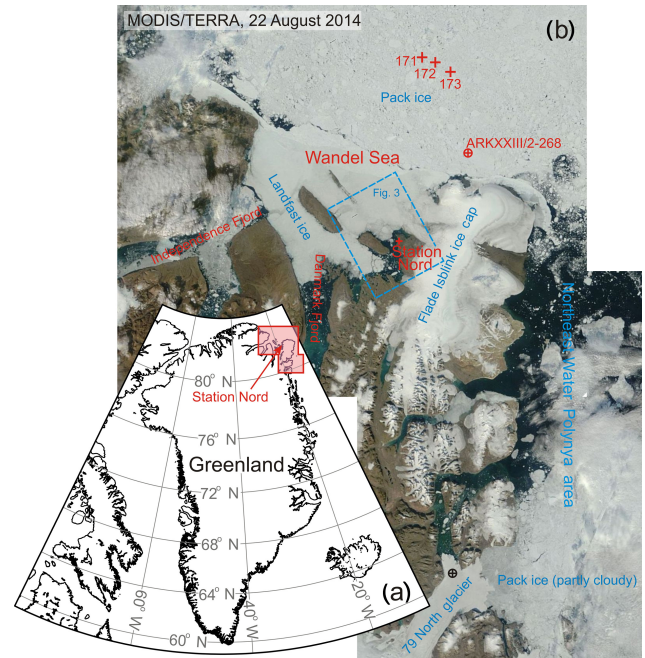 MODIS/TERRA, 22 August 2014
(b)
171
172
173
Pack ice
ARKXXIII/2-268
Wandel Sea
Landfast ice
Fig. 3
Independence Fjord
Station
Nord
Danmark Fjord
Flade Isblink ice cap
Northeast Water Polynya area
80° N
Station Nord
76° N
Greenland
72° N
68° N
64° N
60° N
60° W
40° W
20° W
(a)
Pack ice (partly cloudy)
79 North glacier